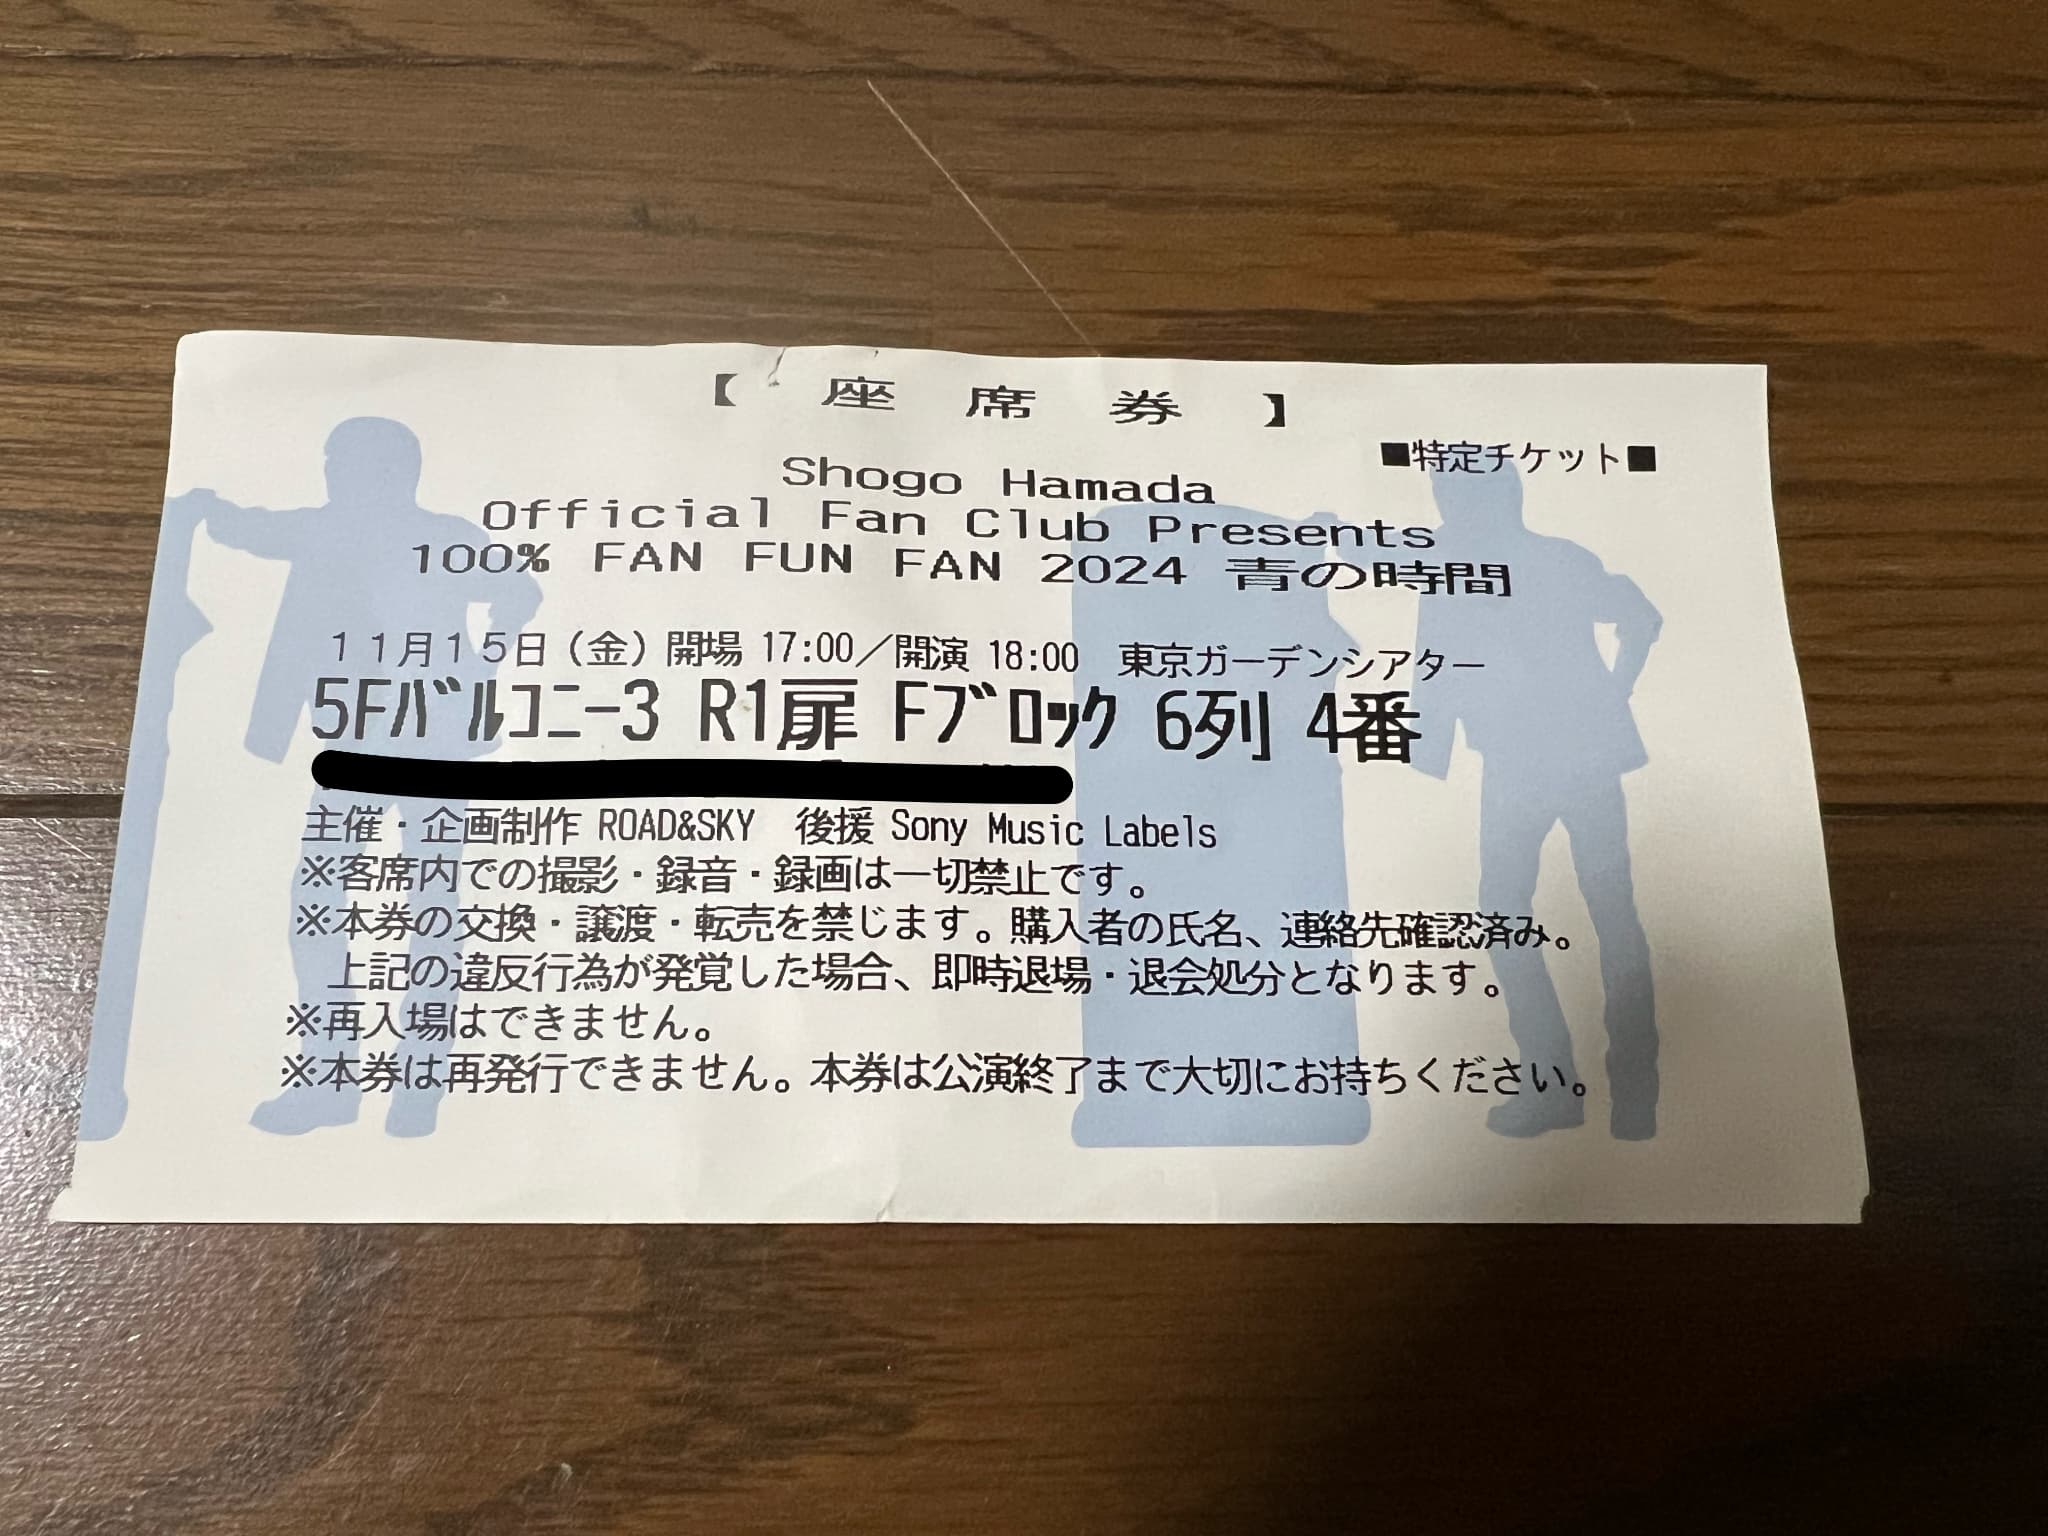 【 座 席 券 】
■特定チケット■
Shogo Hamada
Official Fan Club Presents
100% FAN FUN FAN 2024 青の時間
11月15日(金)開場 17:00／開演 18:00 東京ガーデンシアター
5Fﾊﾞﾙｺﾆｰ3 R1扉 Fﾌﾞﾛｯｸ 6列 4番
主催・企画制作 ROAD&SKY 後援 Sony Music Labels
※客席内での撮影・録音・録画は一切禁止です。
※本券の交換・譲渡・転売を禁じます。購入者の氏名、連絡先確認済み。
上記の違反行為が発覚した場合、即時退場・退会処分となります。
※再入場はできません。
※本券は再発行できません。本券は公演終了まで大切にお持ちください。